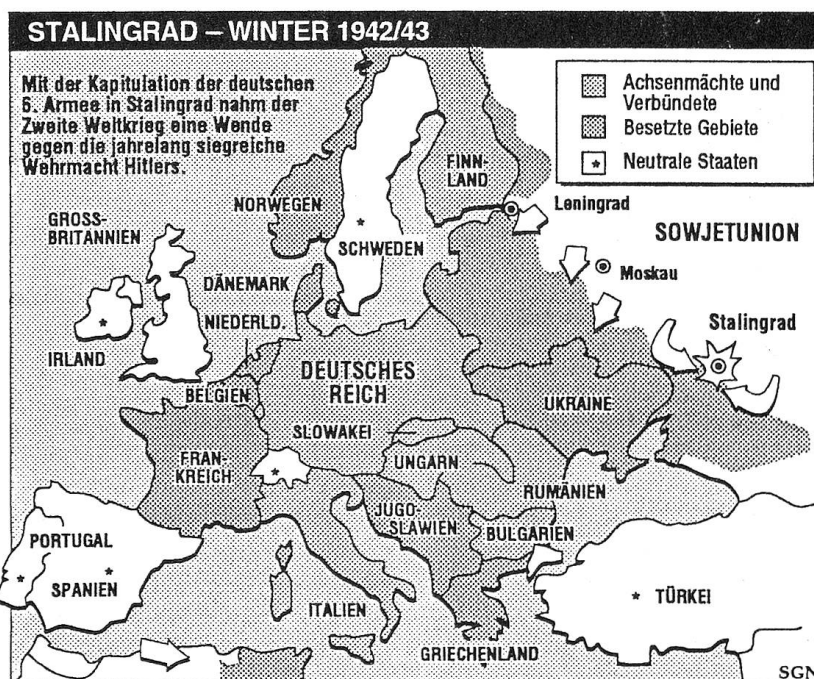 STALINGRAD – WINTER 1942/43
Mit der Kapitulation der deutschen
6. Armee in Stalingrad nahm der
Zweite Weltkrieg eine Wende
gegen die jahrelang siegreiche
Wehrmacht Hitlers.
Achsenmächte und
Verbündete
Besetzte Gebiete
Neutrale Staaten
FINN-
LAND
NORWEGEN
Leningrad
GROSS-
BRITANNIEN
SCHWEDEN
SOWJETUNION
Moskau
DÄNEMARK
NIEDERLD.
Stalingrad
IRLAND
DEUTSCHES
REICH
BELGIEN
UKRAINE
SLOWAKEI
FRAN-
KREICH
UNGARN
RUMÄNIEN
JUGO-
SLAWIEN
BULGARIEN
PORTUGAL
SPANIEN
TÜRKEI
ITALIEN
GRIECHENLAND
SGN